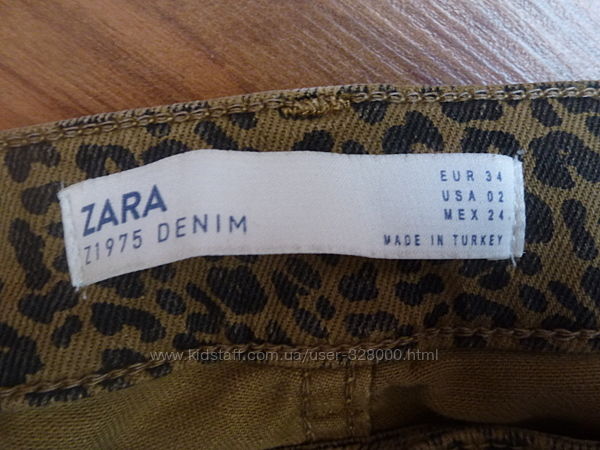 ZARA
Z1975 DENIM
EUR 34
USA 02
MEX 24
MADE IN TURKEY
www.kidstaff.com.ua/user-328000.html